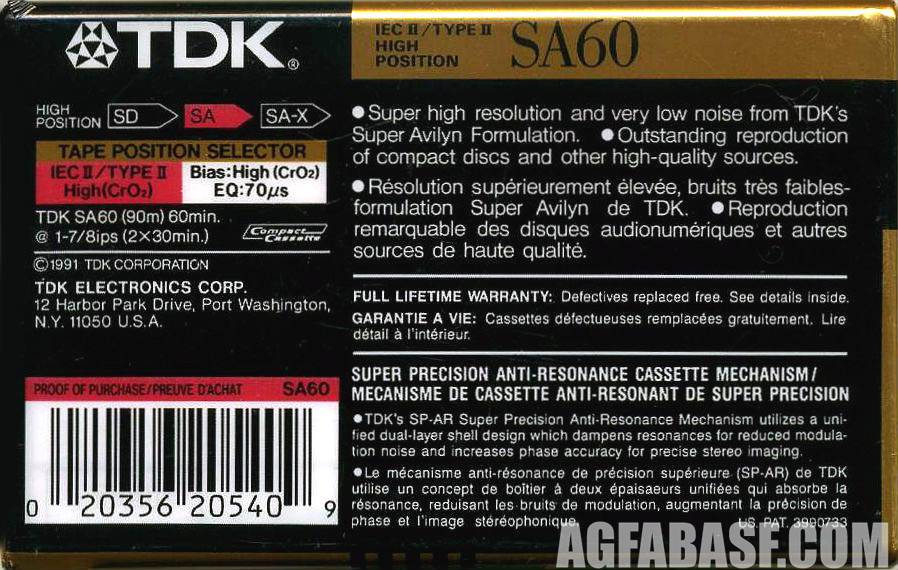 TDK®
IEC II/TYPE II
HIGH
POSITION
SA60
HIGH
POSITION
SD
SA
SA-X
TAPE POSITION SELECTOR
IEC II/TYPE II
High(CrO₂)
Bias:High (CrO₂)
EQ:70μs
TDK SA60 (90m) 60min.
@ 1-7/8ips (2×30min.)
Compact
Cassette
©1991 TDK CORPORATION
TDK ELECTRONICS CORP.
12 Harbor Park Drive, Port Washington,
N.Y. 11050 U.S.A.
PROOF OF PURCHASE/PREUVE D'ACHAT SA60
0 20356 20540 9
●Super high resolution and very low noise from TDK's
Super Avilyn Formulation. ●Outstanding reproduction
of compact discs and other high-quality sources.
●Résolution supérieurement élevée, bruits très faibles-
formulation Super Avilyn de TDK. ●Reproduction
remarquable des disques audionumériques et autres
sources de haute qualité.
FULL LIFETIME WARRANTY: Defectives replaced free. See details inside.
GARANTIE A VIE: Cassettes défectueuses remplacées gratuitement. Lire
détail à l'intérieur.
SUPER PRECISION ANTI-RESONANCE CASSETTE MECHANISM/
MECANISME DE CASSETTE ANTI-RESONANT DE SUPER PRECISION
●TDK's SP-AR Super Precision Anti-Resonance Mechanism utilizes a uni-
fied dual-layer shell design which dampens resonances for reduced modula-
tion noise and increases phase accuracy for precise stereo imaging.
●Le mécanisme anti-résonance de précision supérieure (SP-AR) de TDK
utilise un concept de boîtier à deux épaisaeurs unifiées qui absorbe la
résonance, reduisant les bruits de modulation, augmentant la précision de
phase et l'image stéréophonique.
US. PAT. 3990733
AGFABASE.COM